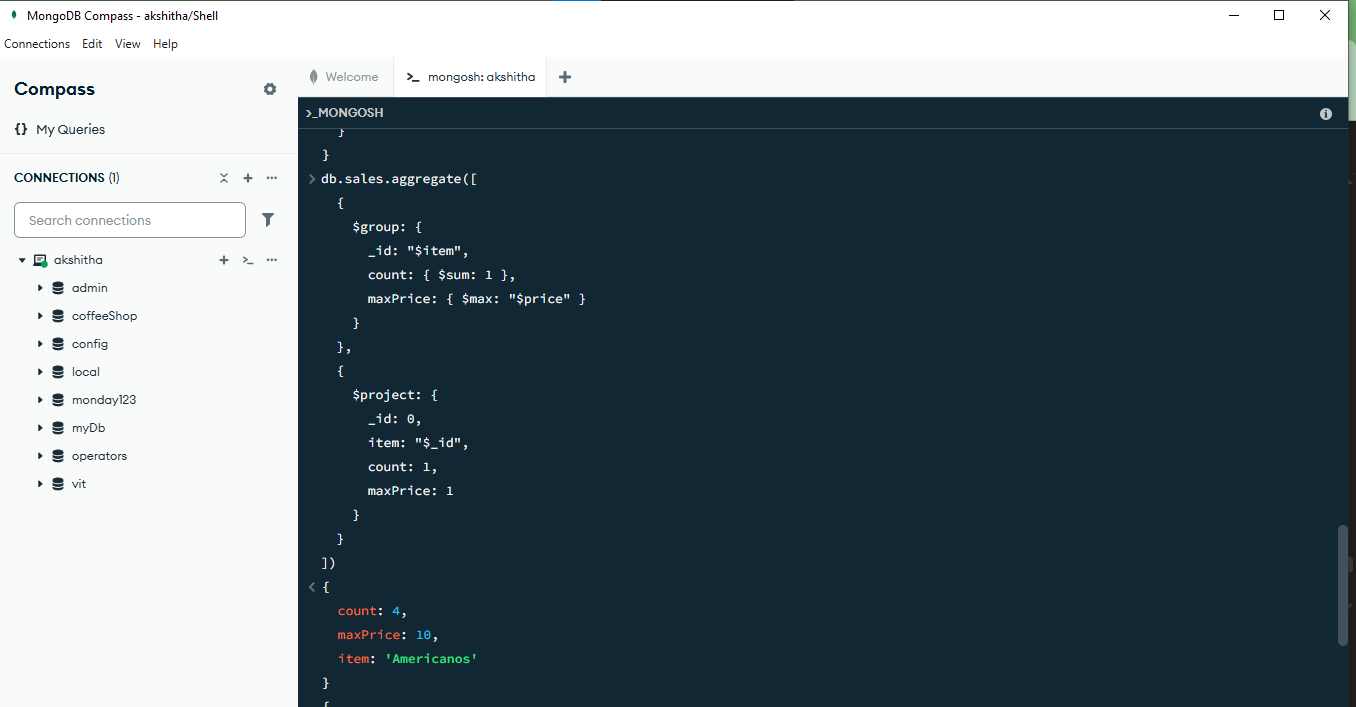 MongoDB Compass - akshitha/Shell
Connections Edit View Help
Compass
{} My Queries
CONNECTIONS (1)
Search connections
akshitha
admin
coffeeShop
config
local
monday123
myDb
operators
vit
Welcome
>_ mongosh: akshitha
>_MONGOSH
}
}
> db.sales.aggregate([
{
$group: {
_id: "$item",
count: { $sum: 1 },
maxPrice: { $max: "$price" }
}
},
{
$project: {
_id: 0,
item: "$_id",
count: 1,
maxPrice: 1
}
}
])
< {
count: 4,
maxPrice: 10,
item: 'Americanos'
}
{